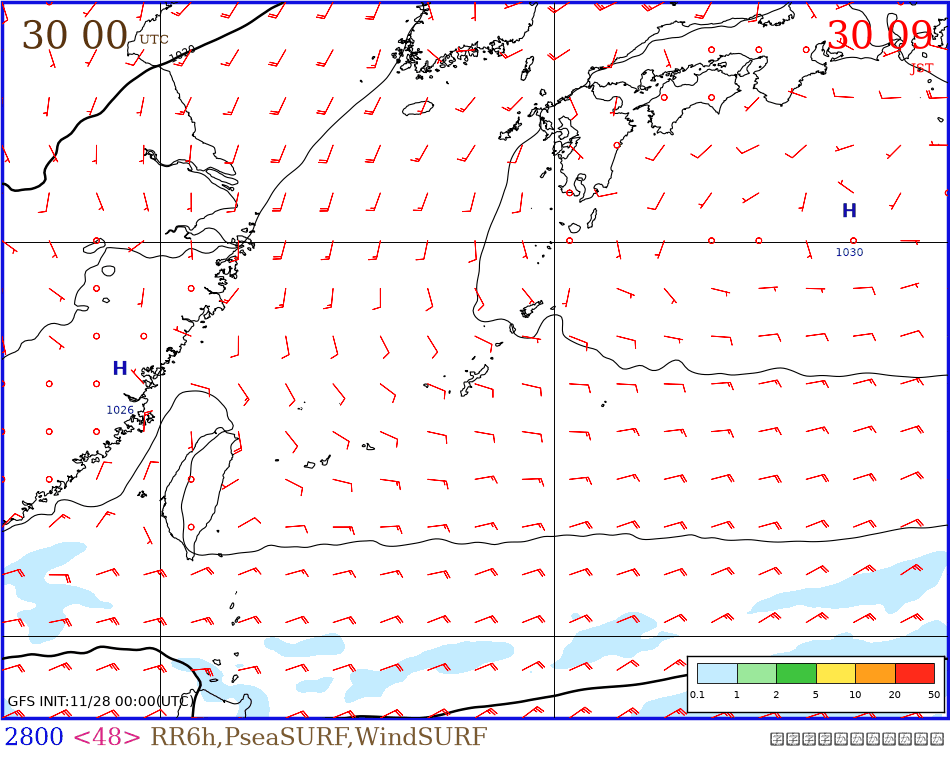 30 00 UTC
30 09
JST
1020
H
1030
H
1026
0.1 1 2 5 10 20 50
GFS INIT:11/28 00:00(UTC)
2800 <48> RR6h,PseaSURF,WindSURF